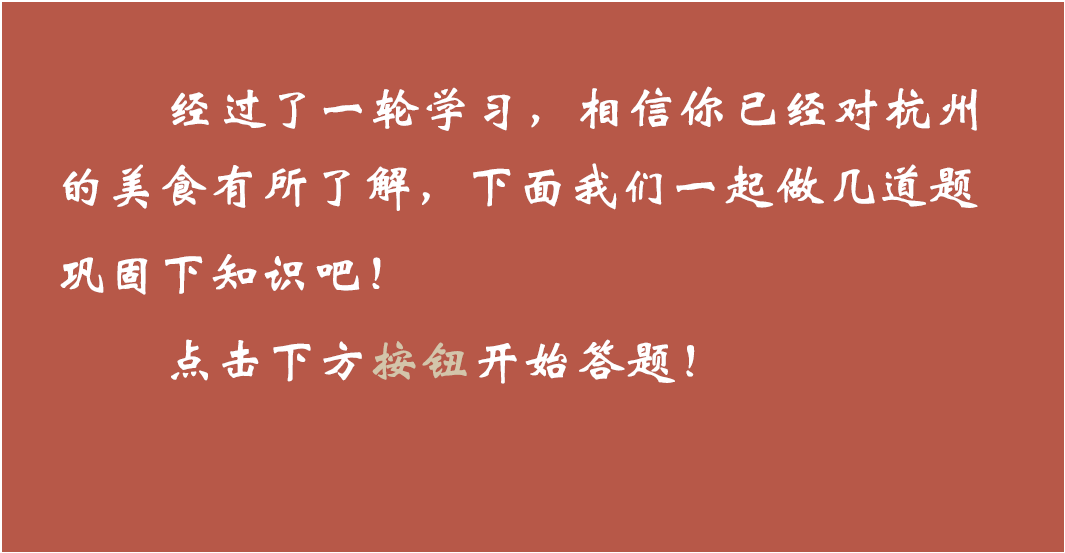 经过了一轮学习，相信你已经对杭州
的美食有所了解，下面我们一起做几道题
巩固下知识吧！
点击下方按钮开始答题！